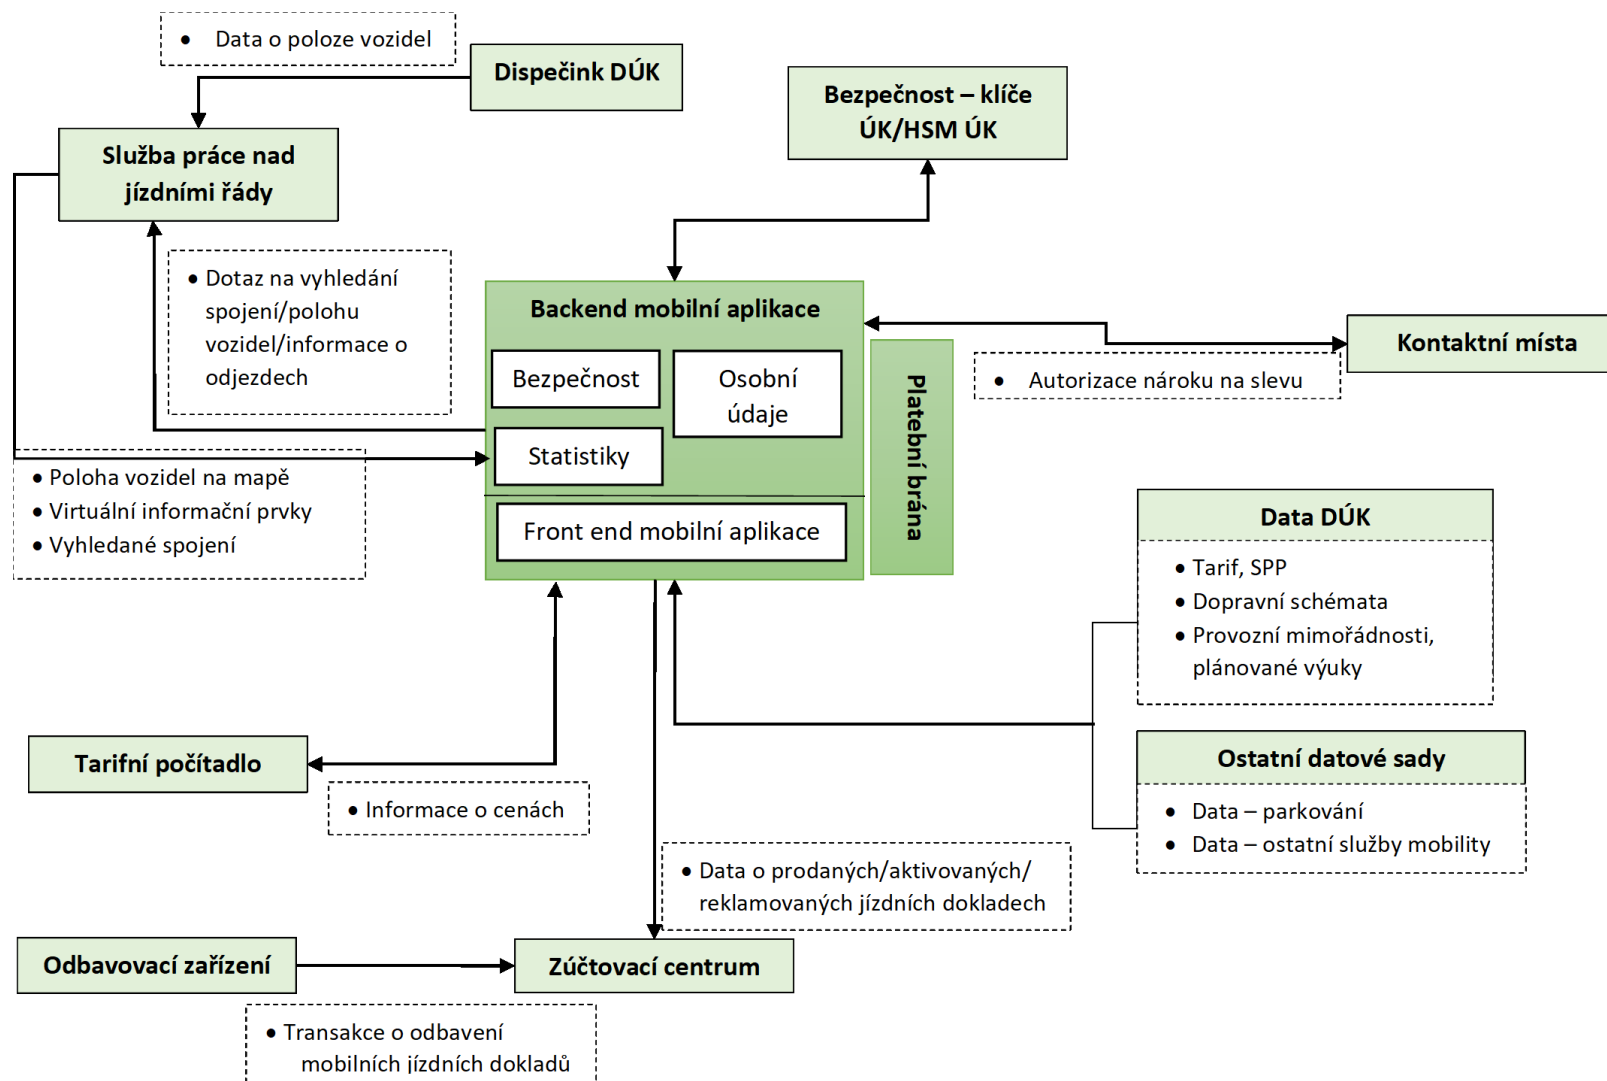 • Data o poloze vozidel
Dispečink DÚK
Bezpečnost – klíče
ÚK/HSM ÚK
Služba práce nad
jízdními řády
• Dotaz na vyhledání
spojení/polohu
vozidel/informace o
odjezdech
Backend mobilní aplikace
Bezpečnost
Osobní
údaje
Statistiky
Front end mobilní aplikace
Platební brána
Kontaktní místa
• Autorizace nároku na slevu
• Poloha vozidel na mapě
• Virtuální informační prvky
• Vyhledané spojení
Data DÚK
• Tarif, SPP
• Dopravní schémata
• Provozní mimořádnosti,
plánované výuky
Ostatní datové sady
• Data – parkování
• Data – ostatní služby mobility
Tarifní počítadlo
• Informace o cenách
• Data o prodaných/aktivovaných/
reklamovaných jízdních dokladech
Odbavovací zařízení
Zúčtovací centrum
• Transakce o odbavení
mobilních jízdních dokladů